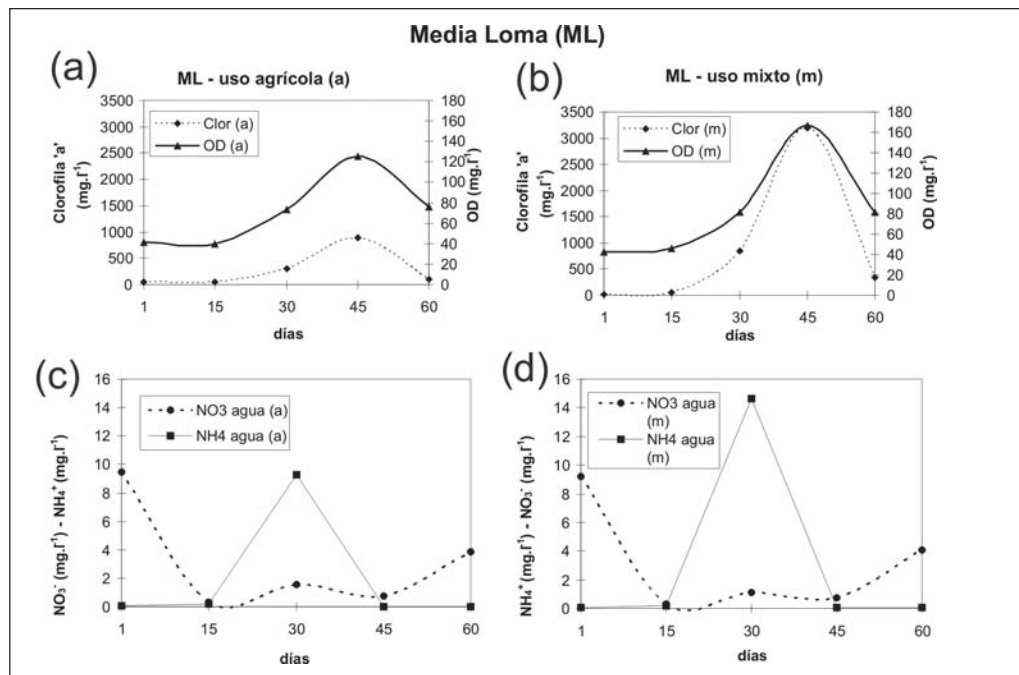 Media Loma (ML)
(a)
ML - uso agrícola (a)
Clorofila 'a'
(mg.l⁻¹)
3500
3000
2500
2000
1500
1000
500
0
Clor (a)
OD (a)
180
160
140
120
100
80
60
40
20
0
OD (mg.l⁻¹)
1 15 30 45 60
días
(b)
ML - uso mixto (m)
Clorofila 'a'
(mg.l⁻¹)
3500
3000
2500
2000
1500
1000
500
0
Clor (m)
OD (m)
180
160
140
120
100
80
60
40
20
0
OD (mg.l⁻¹)
1 15 30 45 60
días
(c)
NO₃⁻ (mg.l⁻¹) - NH₄⁺ (mg.l⁻¹)
16
14
12
10
8
6
4
2
0
NO3 agua (a)
NH4 agua (a)
1 15 30 45 60
días
(d)
NH₄⁺ (mg.l⁻¹) - NO₃⁻ (mg.l⁻¹)
16
14
12
10
8
6
4
2
0
NO3 agua
(m)
NH4 agua
(m)
1 15 30 45 60
días